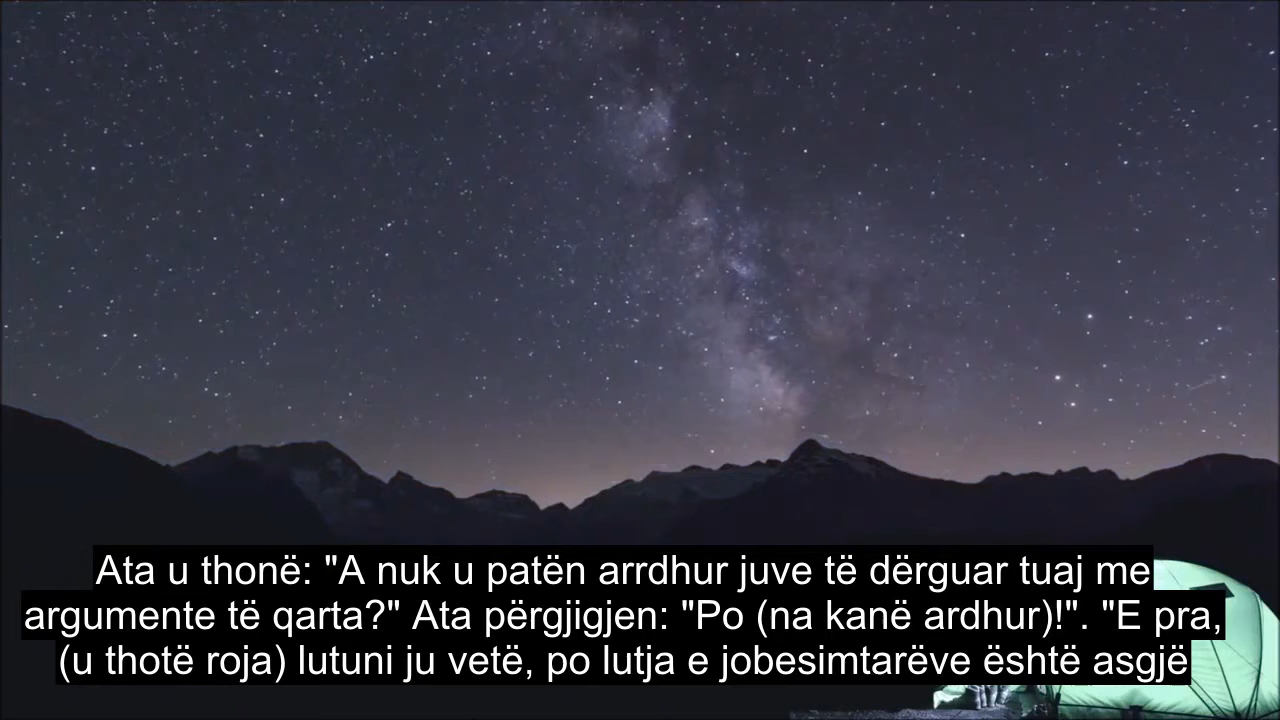 Ata u thonë: "A nuk u patën arrdhur juve të dërguar tuaj me
argumente të qarta?" Ata përgjigjen: "Po (na kanë ardhur)!". "E pra,
(u thotë roja) lutuni ju vetë, po lutja e jobesimtarëve është asgjë